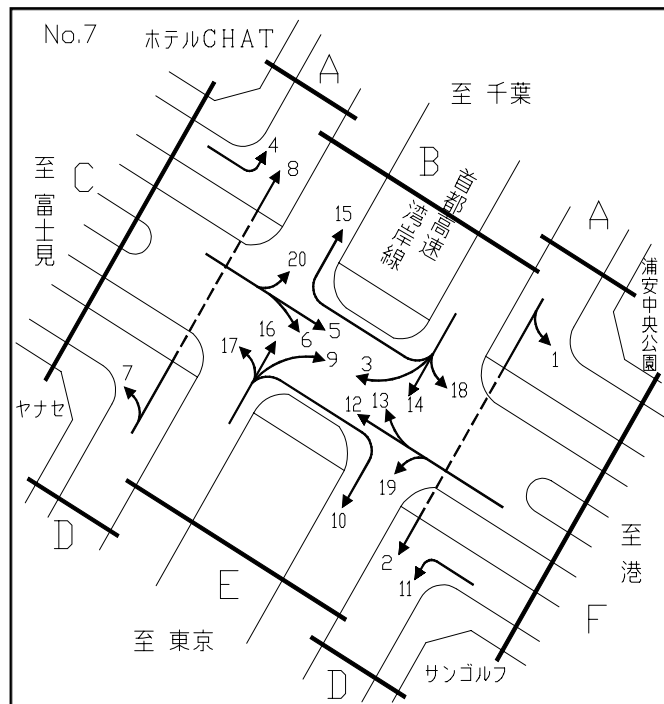 No.7
ホテルCHAT
A
至 千葉
B
首都高速
湾岸線
A
浦安中央公園
至 富士見
C
4
8
15
20
5
6
16
17
9
3
14
18
1
7
12
13
19
10
2
11
ヤナセ
D
E
至 東京
D
サンゴルフ
F
至 港